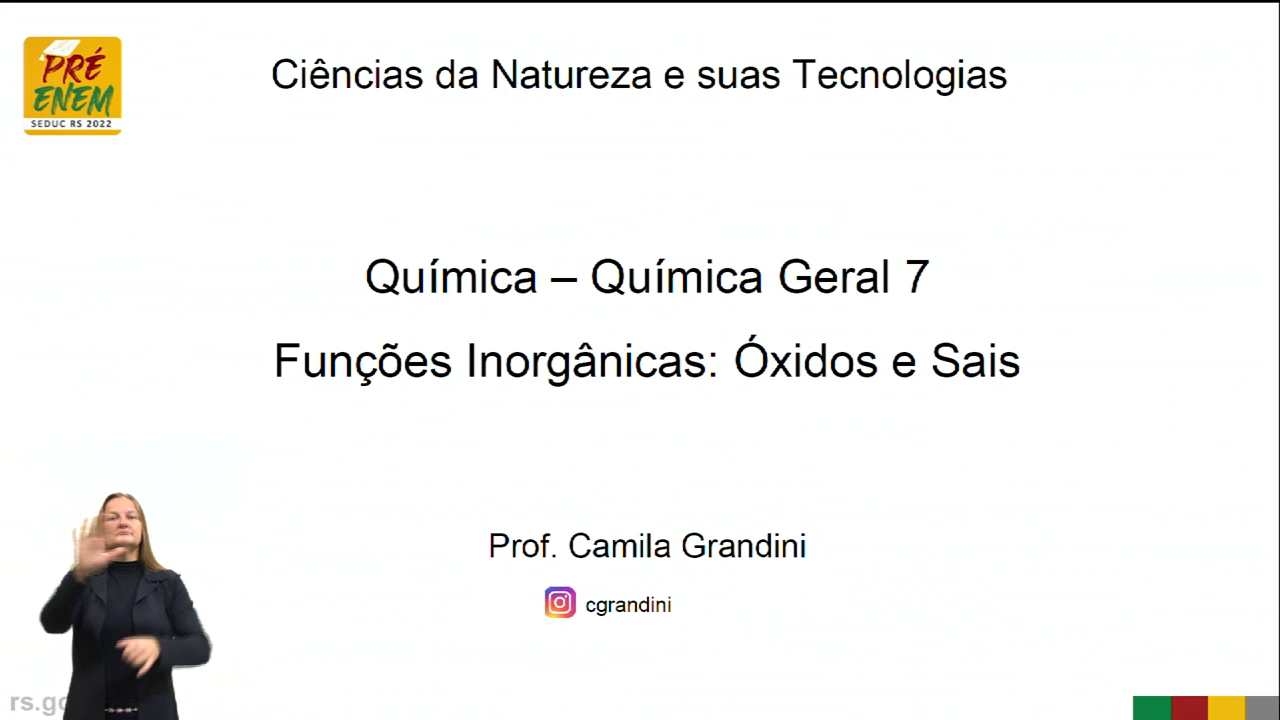 PRÉ
ENEM
SEDUC RS 2022
Ciências da Natureza e suas Tecnologias
Química – Química Geral 7
Funções Inorgânicas: Óxidos e Sais
Prof. Camila Grandini
cgrandini